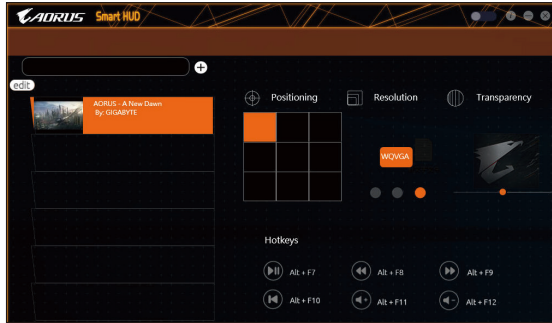 AORUS Smart HUD
edit
AORUS - A New Dawn
By: GIGABYTE
Positioning Resolution Transparency
WQVGA
Hotkeys
Alt + F7 Alt + F8 Alt + F9
Alt + F10 Alt + F11 Alt + F12